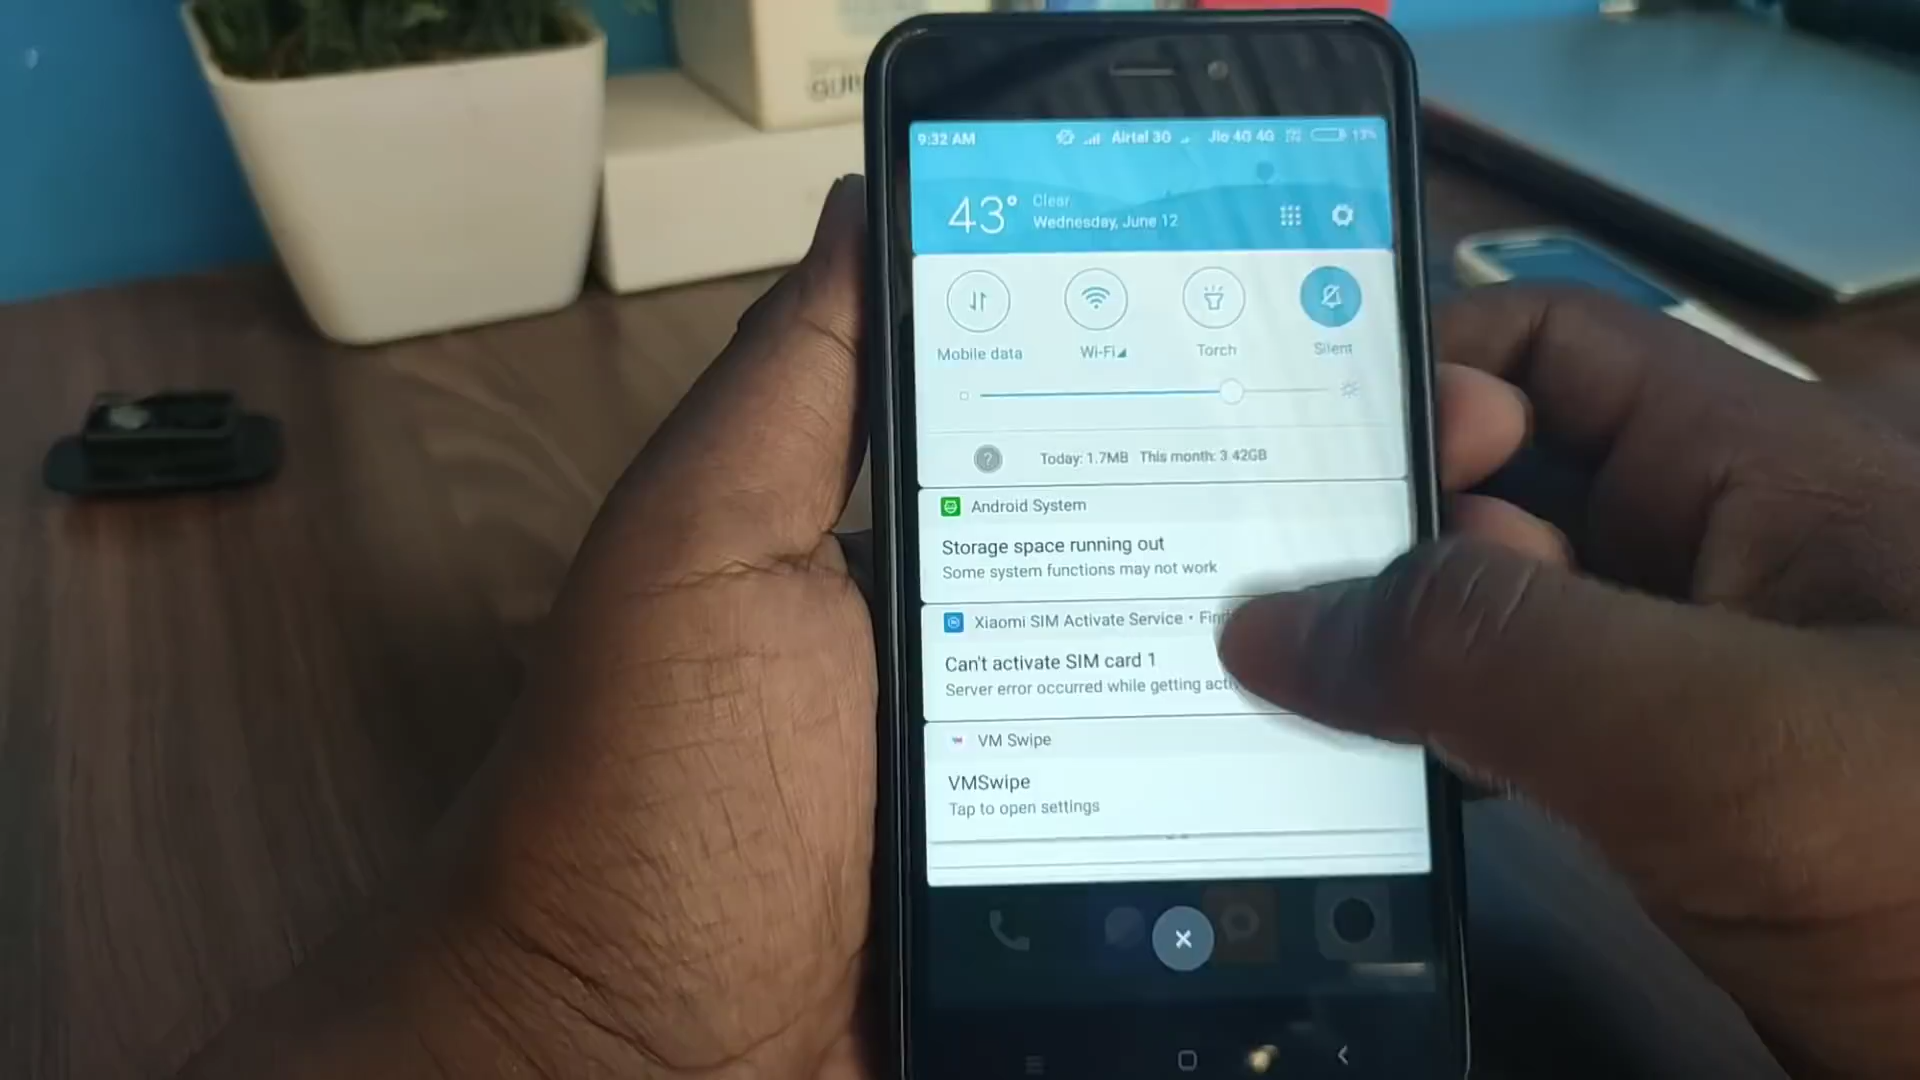 9:32 AM Airtel 3G Jio 4G 4G 13%
43° Clear
Wednesday, June 12
Mobile data Wi-Fi Torch Silent
Today: 1.7MB This month: 3.42GB
Android System
Storage space running out
Some system functions may not work
Xiaomi SIM Activate Service •
Can't activate SIM card 1
Server error occurred while getting
VM Swipe
VMSwipe
Tap to open settings